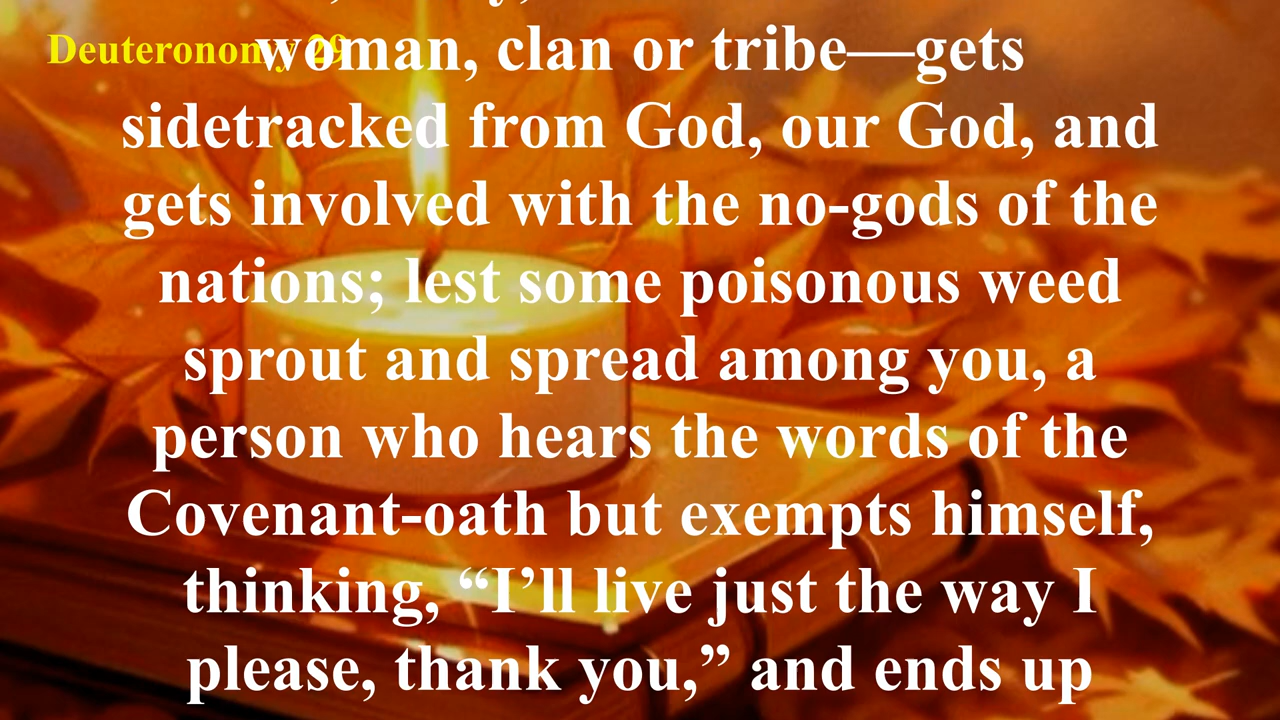 Deuteronomy 29
woman, clan or tribe—gets
sidetracked from God, our God, and
gets involved with the no-gods of the
nations; lest some poisonous weed
sprout and spread among you, a
person who hears the words of the
Covenant-oath but exempts himself,
thinking, “I’ll live just the way I
please, thank you,” and ends up